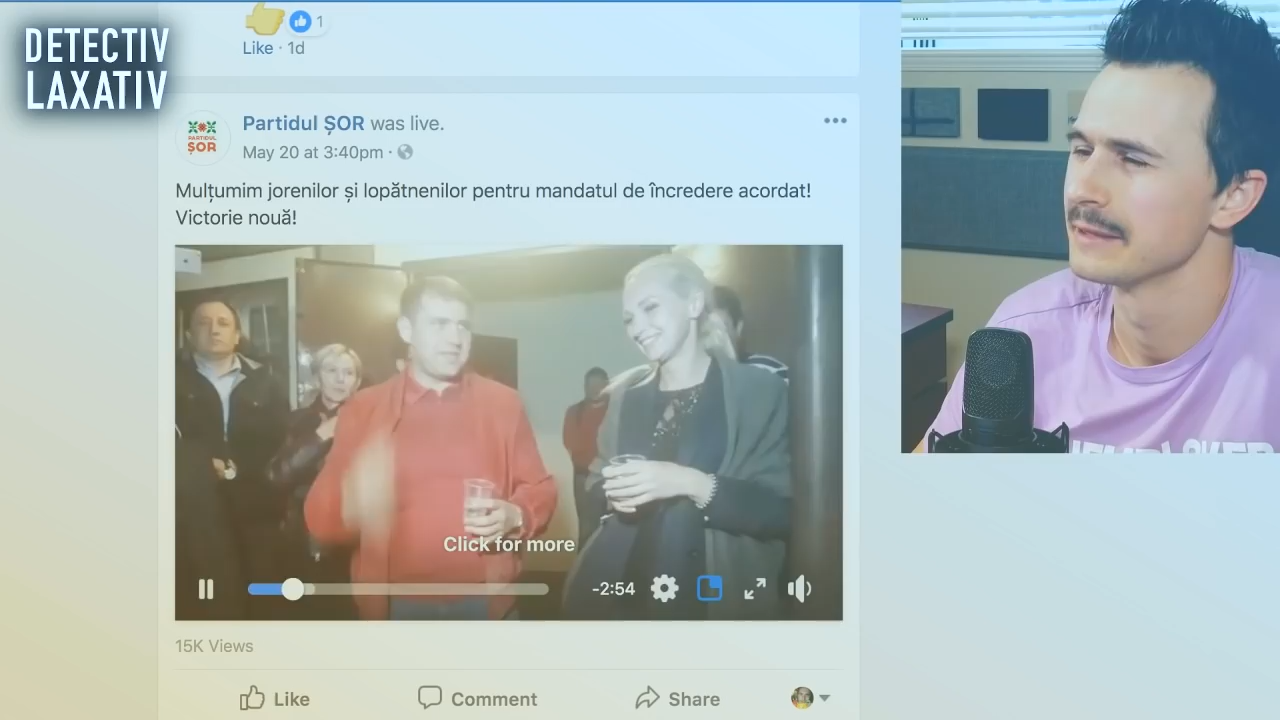 DETECTIV
LAXATIV
1
Like · 1d
Partidul ȘOR was live.
May 20 at 3:40pm ·
PARTIDUL
ȘOR
Mulțumim jorenilor și lopătnenilor pentru mandatul de încredere acordat!
Victorie nouă!
Click for more
-2:54
15K Views
Like
Comment
Share